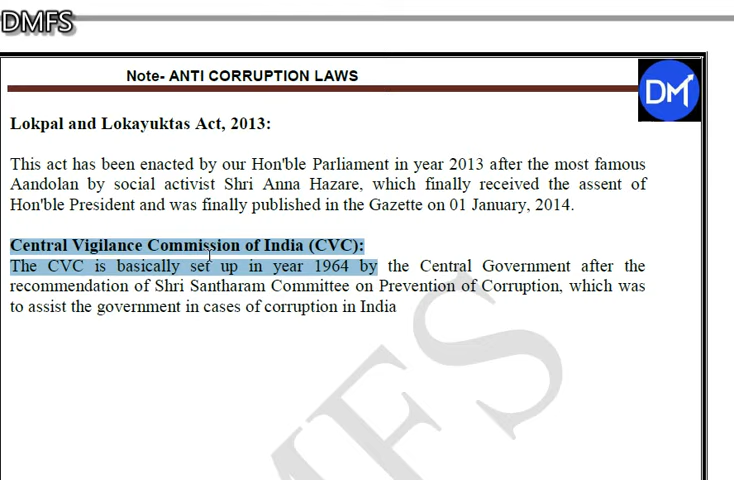 DMFS
Note- ANTI CORRUPTION LAWS
DM
Lokpal and Lokayuktas Act, 2013:
This act has been enacted by our Hon'ble Parliament in year 2013 after the most famous
Aandolan by social activist Shri Anna Hazare, which finally received the assent of
Hon'ble President and was finally published in the Gazette on 01 January, 2014.
Central Vigilance Commission of India (CVC):
The CVC is basically set up in year 1964 by the Central Government after the
recommendation of Shri Santharam Committee on Prevention of Corruption, which was
to assist the government in cases of corruption in India
MFS